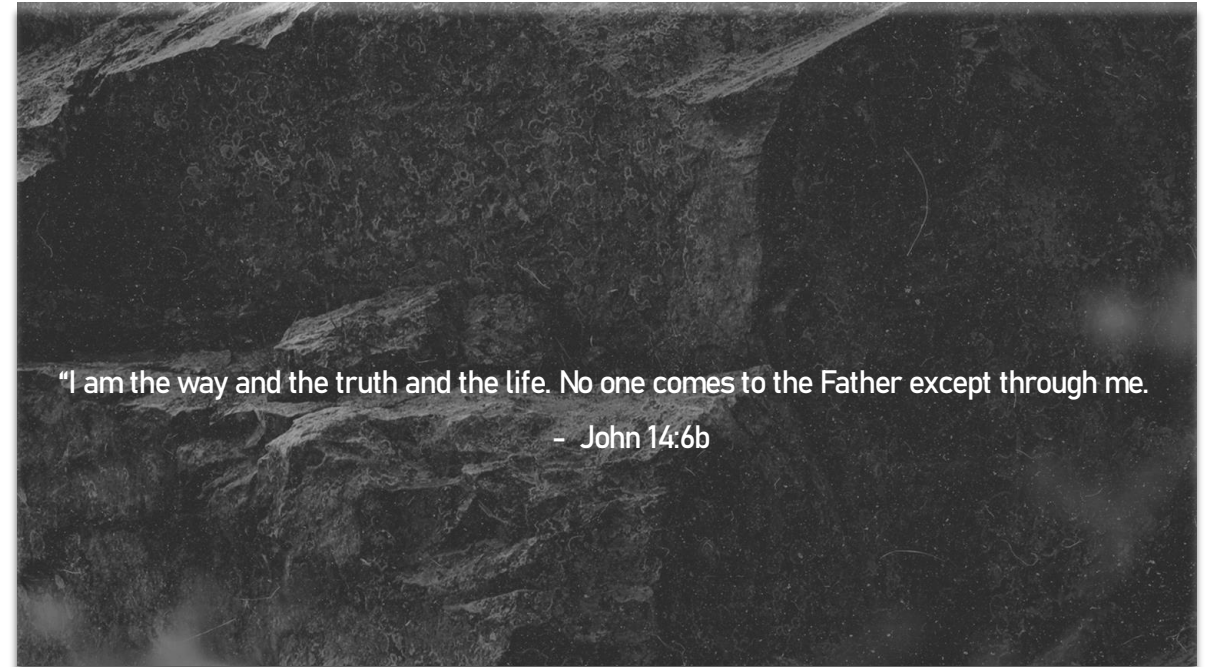 “I am the way and the truth and the life. No one comes to the Father except through me.
- John 14:6b